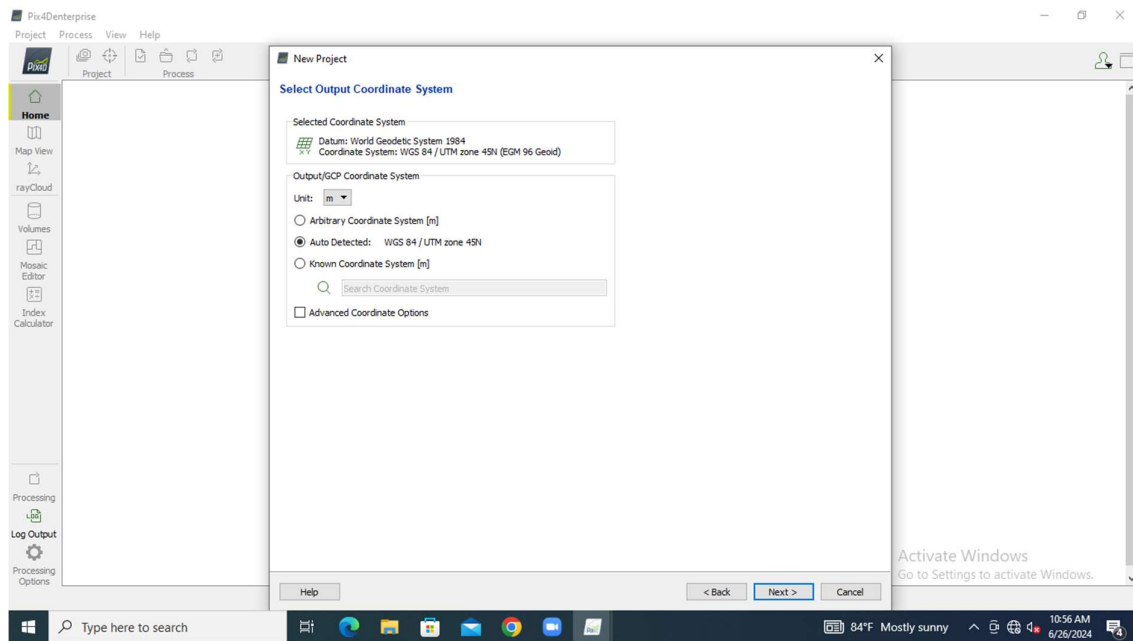 Pix4Denterprise
Project Process View Help
PIX4D
Project
Process
Home
Map View
rayCloud
Volumes
Mosaic
Editor
Index
Calculator
Processing
LOG
Log Output
Processing
Options
New Project
Select Output Coordinate System
Selected Coordinate System
X Y
Datum: World Geodetic System 1984
Coordinate System: WGS 84 / UTM zone 45N (EGM 96 Geoid)
Output/GCP Coordinate System
Unit: m
Arbitrary Coordinate System [m]
Auto Detected: WGS 84 / UTM zone 45N
Known Coordinate System [m]
Search Coordinate System
Advanced Coordinate Options
Help
< Back
Next >
Cancel
Activate Windows
Go to Settings to activate Windows.
Type here to search
84°F Mostly sunny
10:56 AM
6/26/2024
4